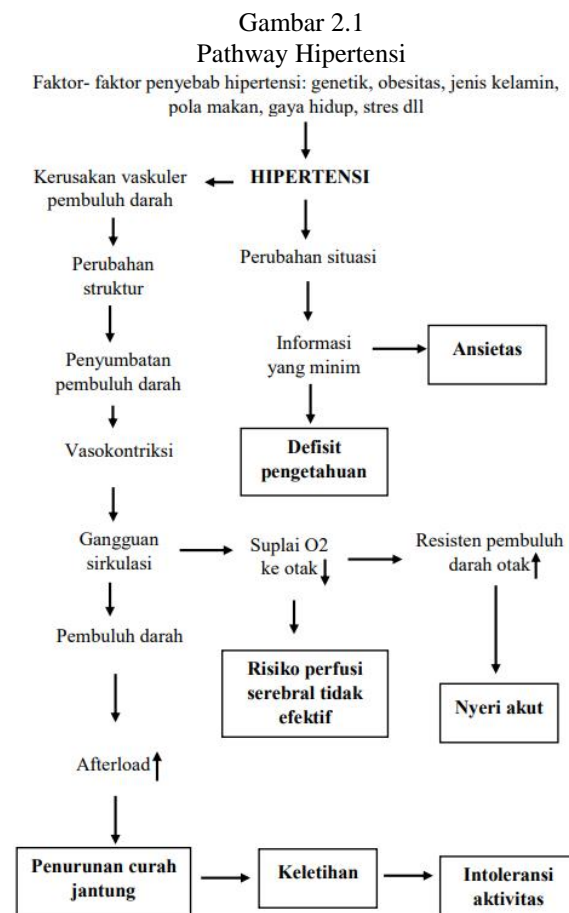 Gambar 2.1
Pathway Hipertensi
Faktor- faktor penyebab hipertensi: genetik, obesitas, jenis kelamin,
pola makan, gaya hidup, stres dll
Kerusakan vaskuler
pembuluh darah
HIPERTENSI
Perubahan
struktur
Perubahan situasi
Penyumbatan
pembuluh darah
Informasi
yang minim
Ansietas
Vasokontriksi
Defisit
pengetahuan
Gangguan
sirkulasi
Suplai O2
ke otak↓
Resisten pembuluh
darah otak↑
Pembuluh darah
Risiko perfusi
serebral tidak
efektif
Nyeri akut
Afterload↑
Penurunan curah
jantung
Keletihan
Intoleransi
aktivitas